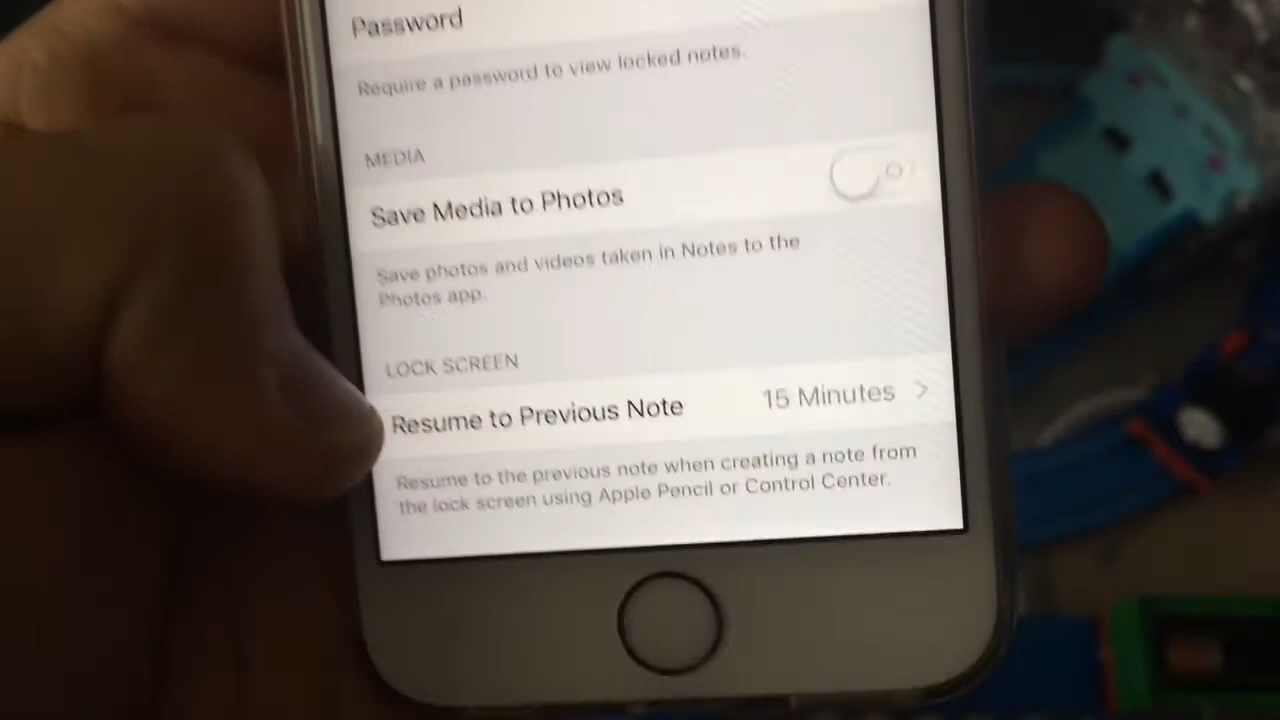 Password
Require a password to view locked notes.
MEDIA
Save Media to Photos
Save photos and videos taken in Notes to the
Photos app.
LOCK SCREEN
Resume to Previous Note 15 Minutes >
Resume to the previous note when creating a note from
the lock screen using Apple Pencil or Control Center.